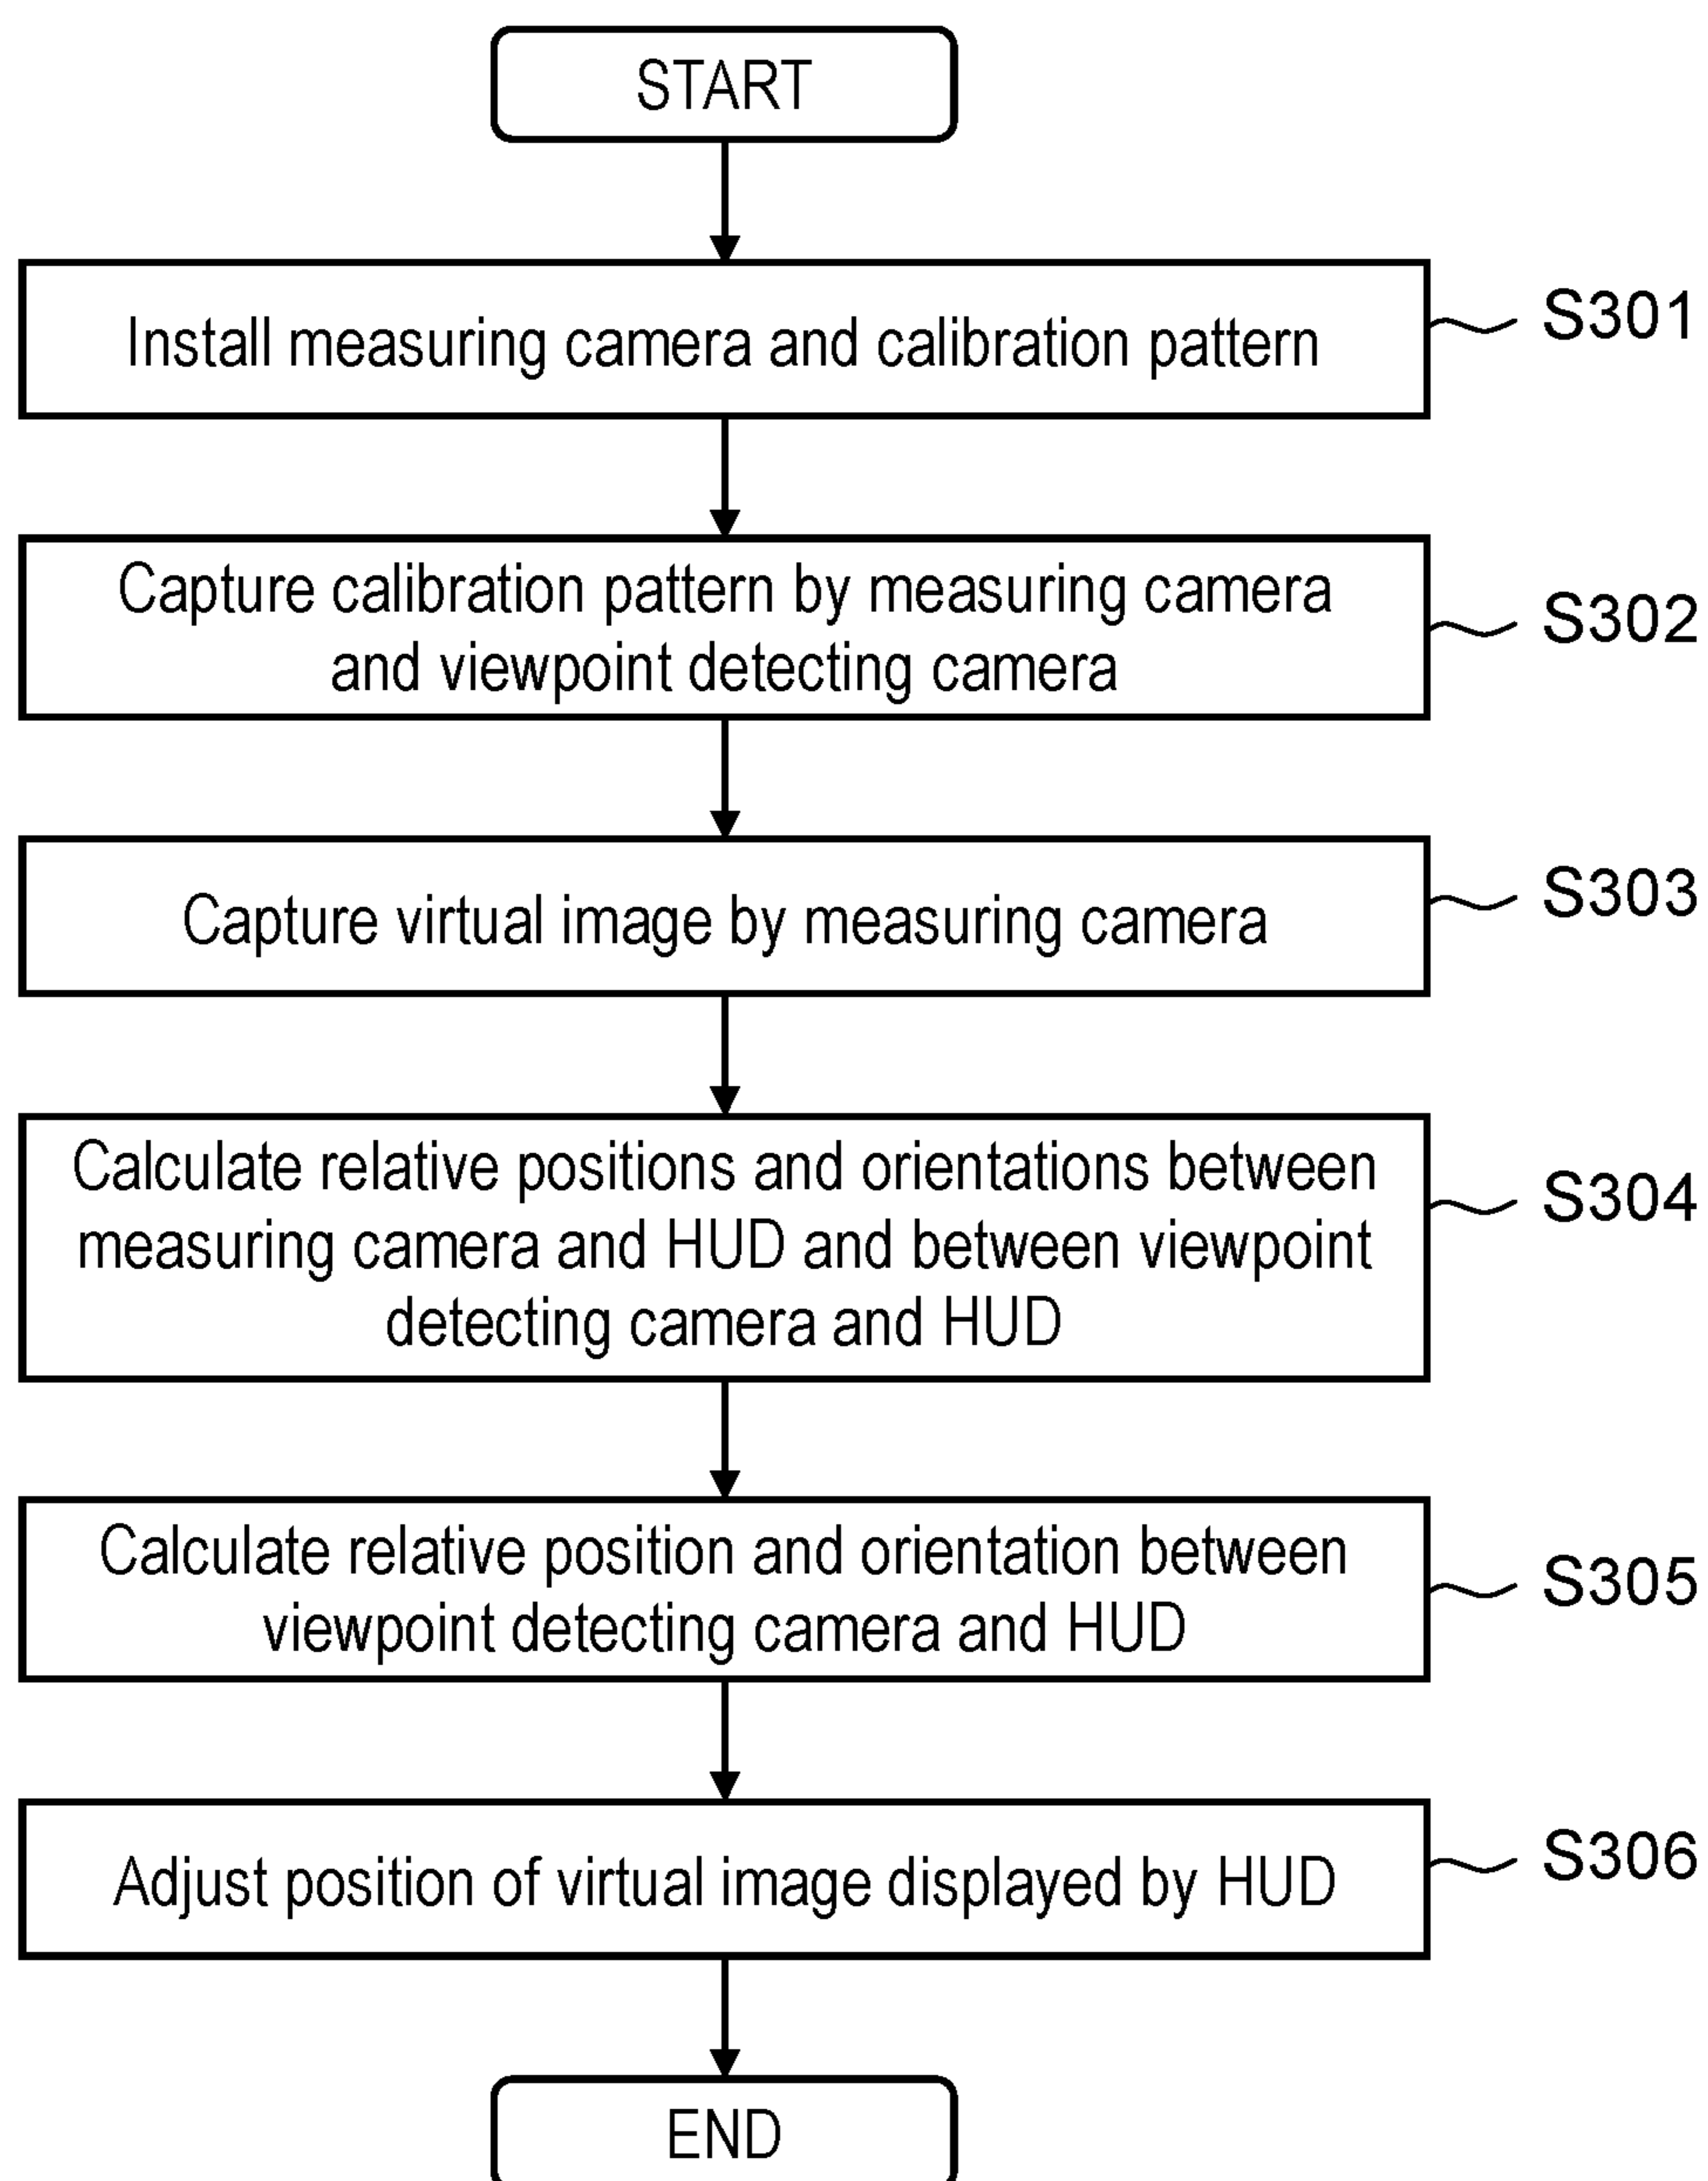 START
Install measuring camera and calibration pattern
S301
Capture calibration pattern by measuring camera
and viewpoint detecting camera
S302
Capture virtual image by measuring camera
S303
Calculate relative positions and orientations between
measuring camera and HUD and between viewpoint
detecting camera and HUD
S304
Calculate relative position and orientation between
viewpoint detecting camera and HUD
S305
Adjust position of virtual image displayed by HUD
S306
END